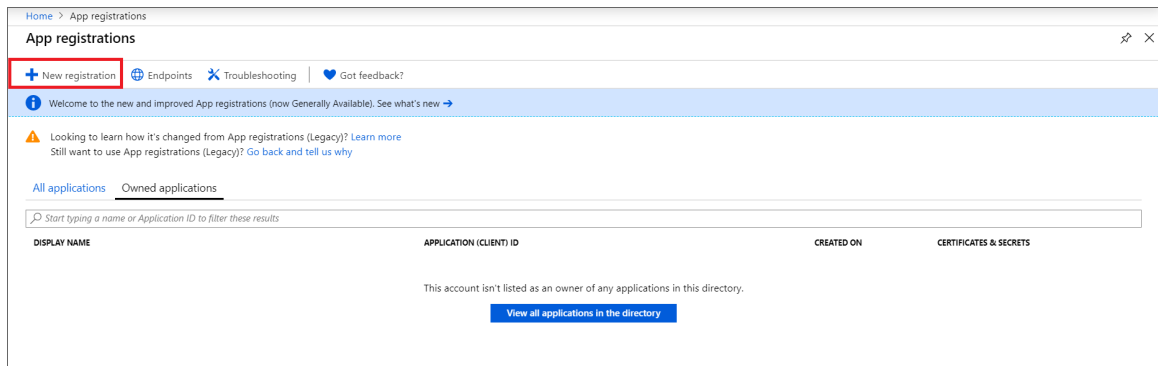 Home > App registrations
App registrations
New registration Endpoints Troubleshooting Got feedback?
Welcome to the new and improved App registrations (now Generally Available). See what's new →
Looking to learn how it's changed from App registrations (Legacy)? Learn more
Still want to use App registrations (Legacy)? Go back and tell us why
All applications Owned applications
Start typing a name or Application ID to filter these results
DISPLAY NAME APPLICATION (CLIENT) ID CREATED ON CERTIFICATES & SECRETS
This account isn't listed as an owner of any applications in this directory.
View all applications in the directory